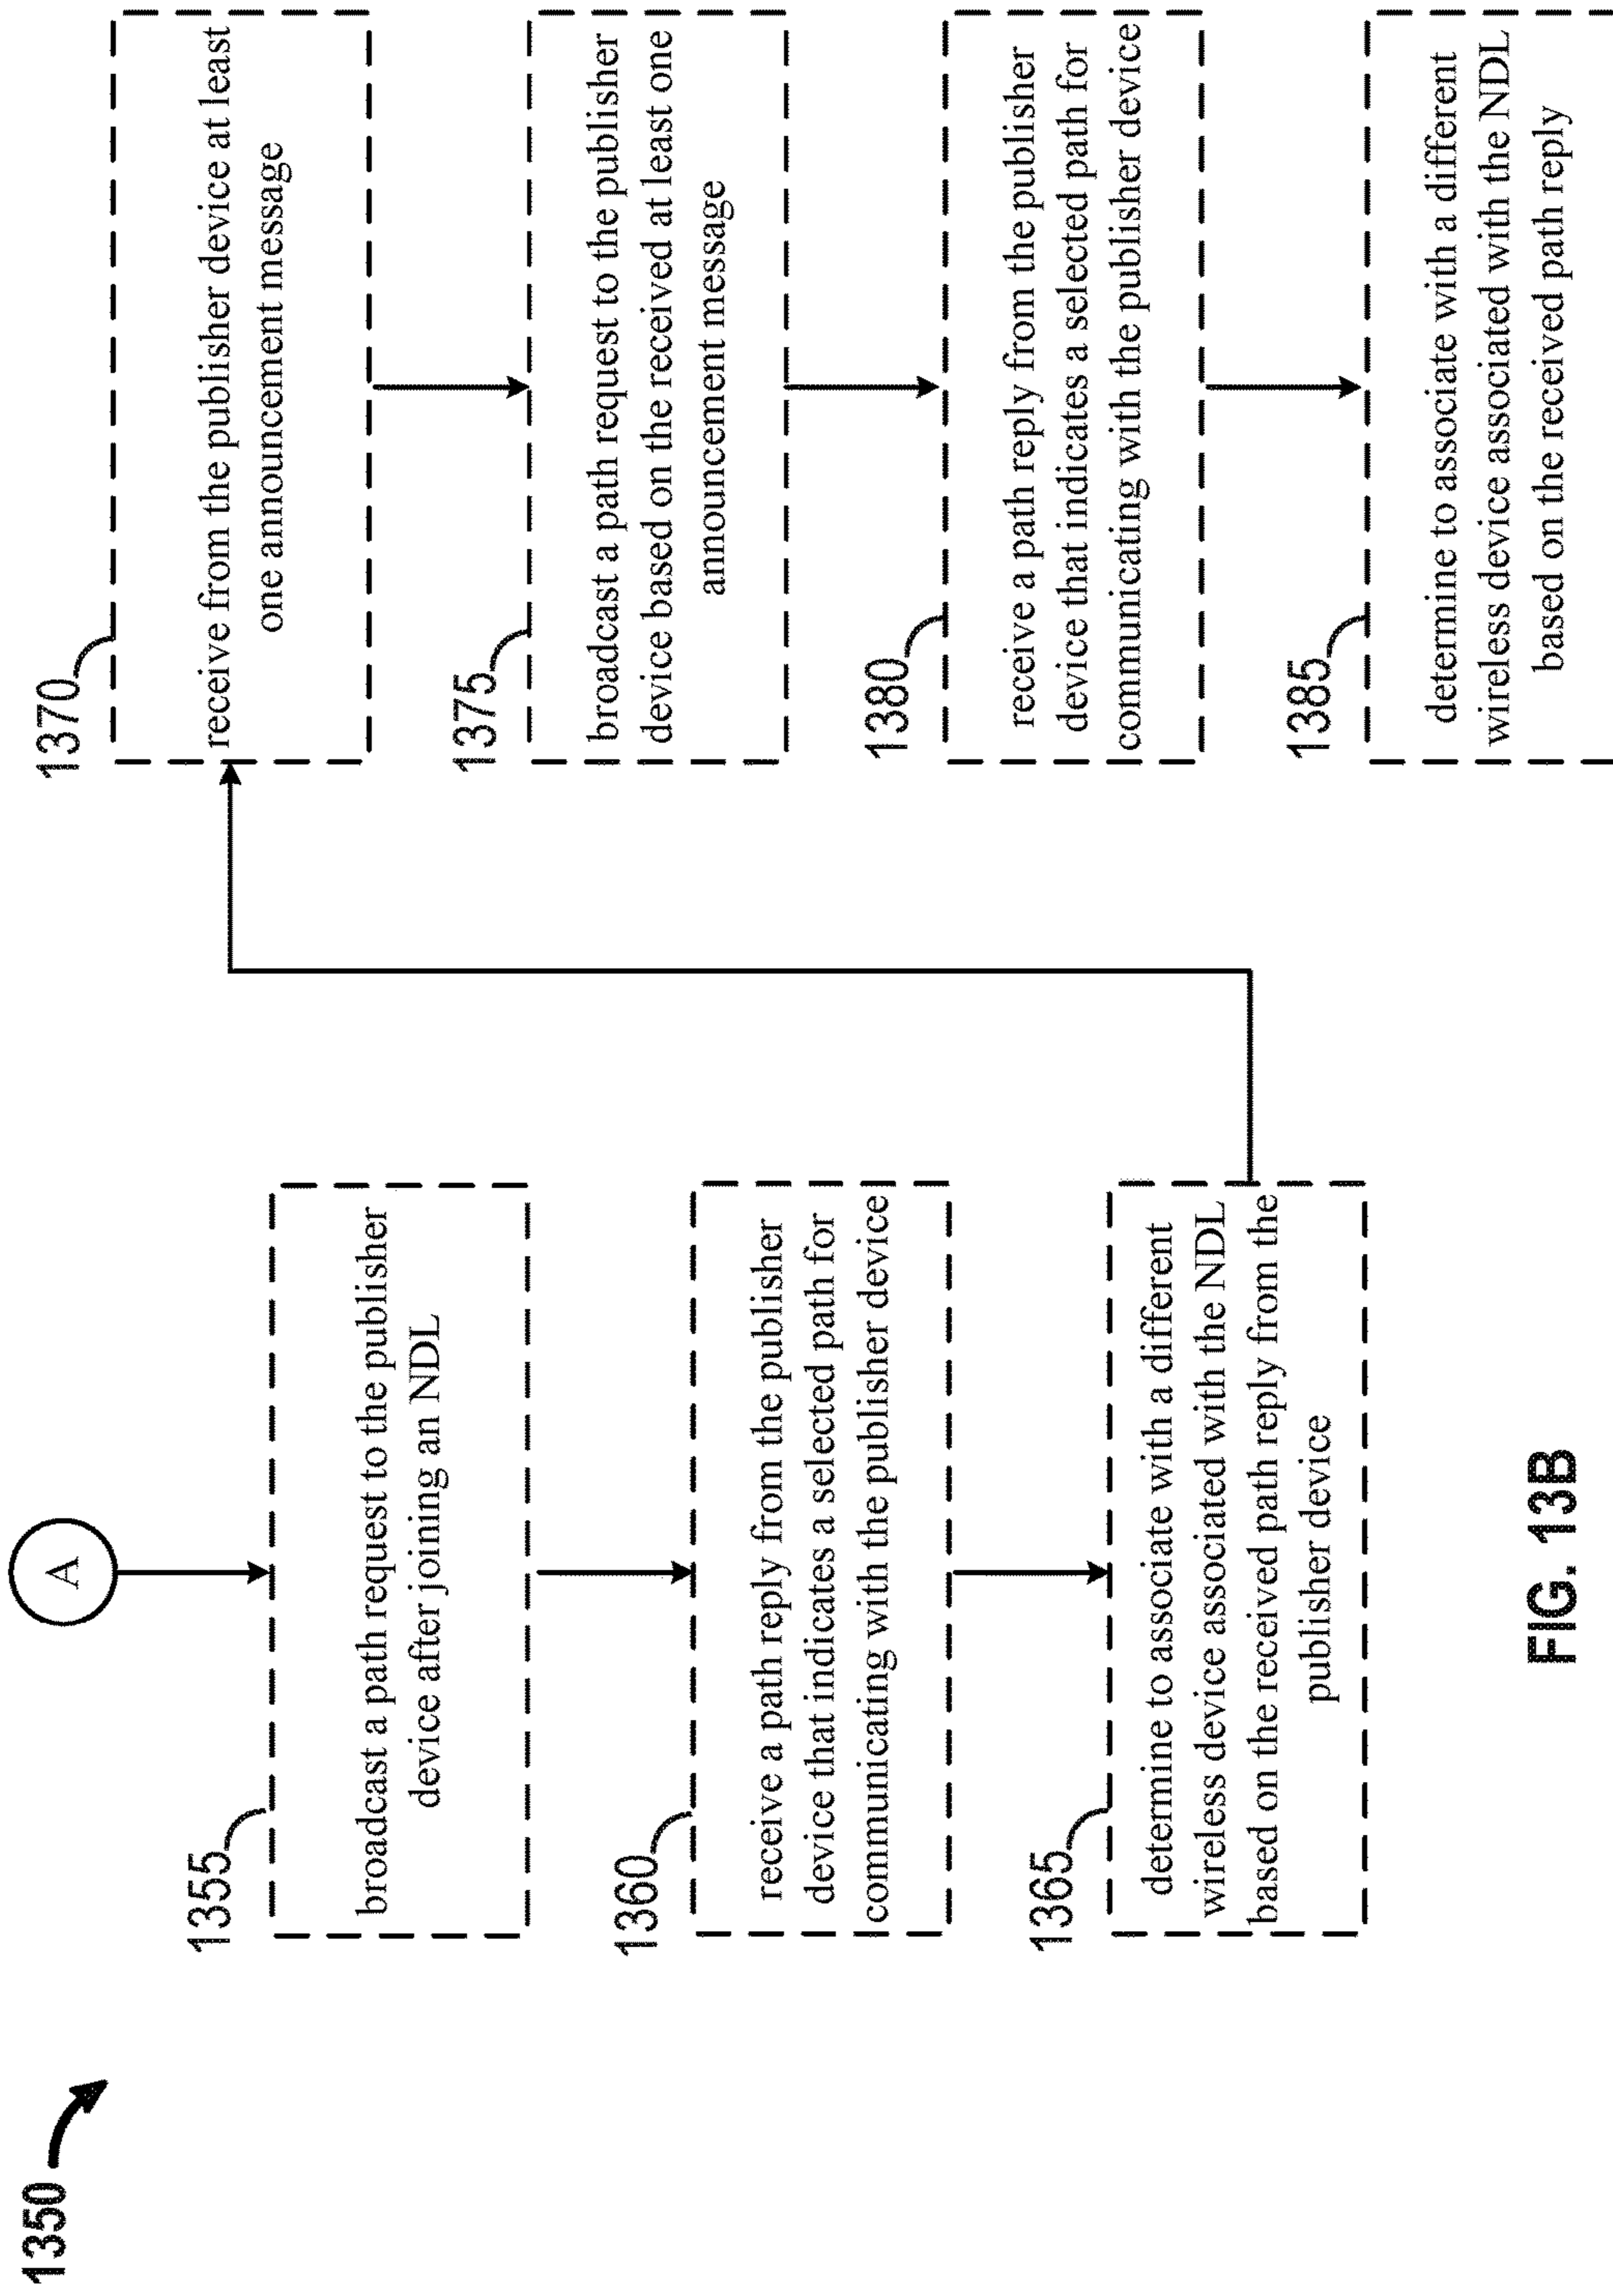 1350
A
1355
broadcast a path request to the publisher
device after joining an NDL
1360
receive a path reply from the publisher
device that indicates a selected path for
communicating with the publisher device
1365
determine to associate with a different
wireless device associated with the NDL
based on the received path reply from the
publisher device
1370
receive from the publisher device at least
one announcement message
1375
broadcast a path request to the publisher
device based on the received at least one
announcement message
1380
receive a path reply from the publisher
device that indicates a selected path for
communicating with the publisher device
1385
determine to associate with a different
wireless device associated with the NDL
based on the received path reply
FIG. 13B